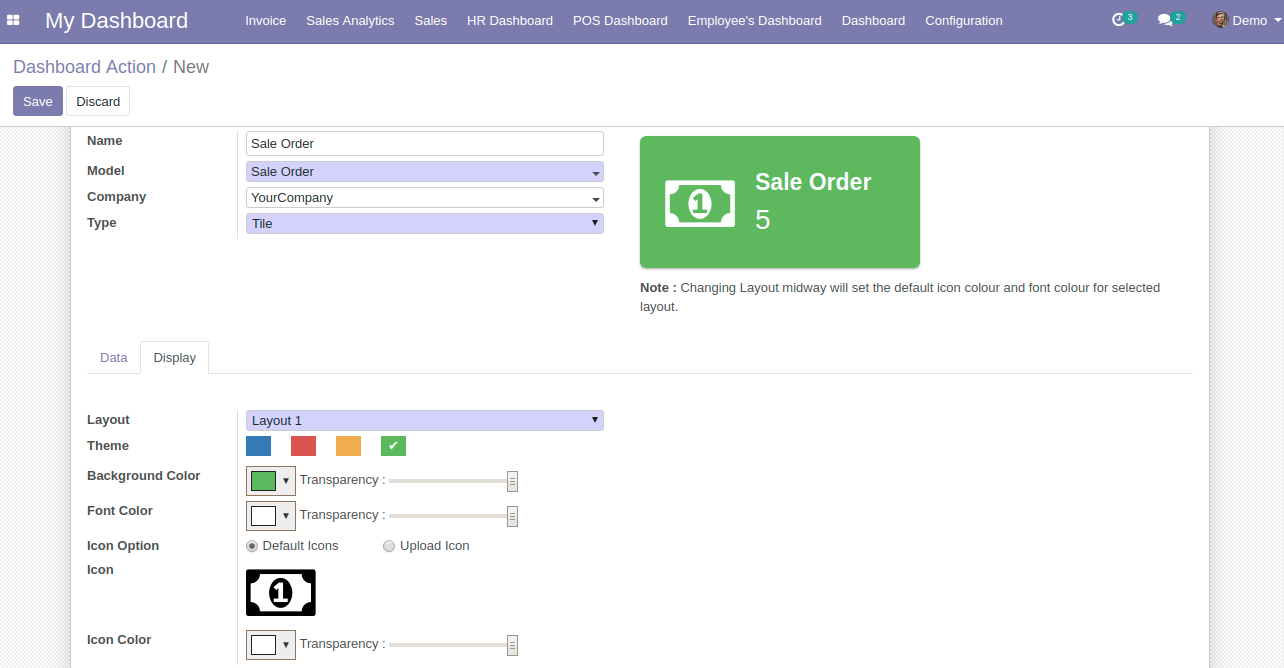 My Dashboard Invoice Sales Analytics Sales HR Dashboard POS Dashboard Employee's Dashboard Dashboard Configuration 3 2 Demo
Dashboard Action / New
Save Discard
Name Sale Order
Model Sale Order
Company YourCompany
Type Tile
1 Sale Order
5
Note : Changing Layout midway will set the default icon colour and font colour for selected
layout.
Data Display
Layout Layout 1
Theme
Background Color Transparency :
Font Color Transparency :
Icon Option Default Icons Upload Icon
Icon
1
Icon Color Transparency :